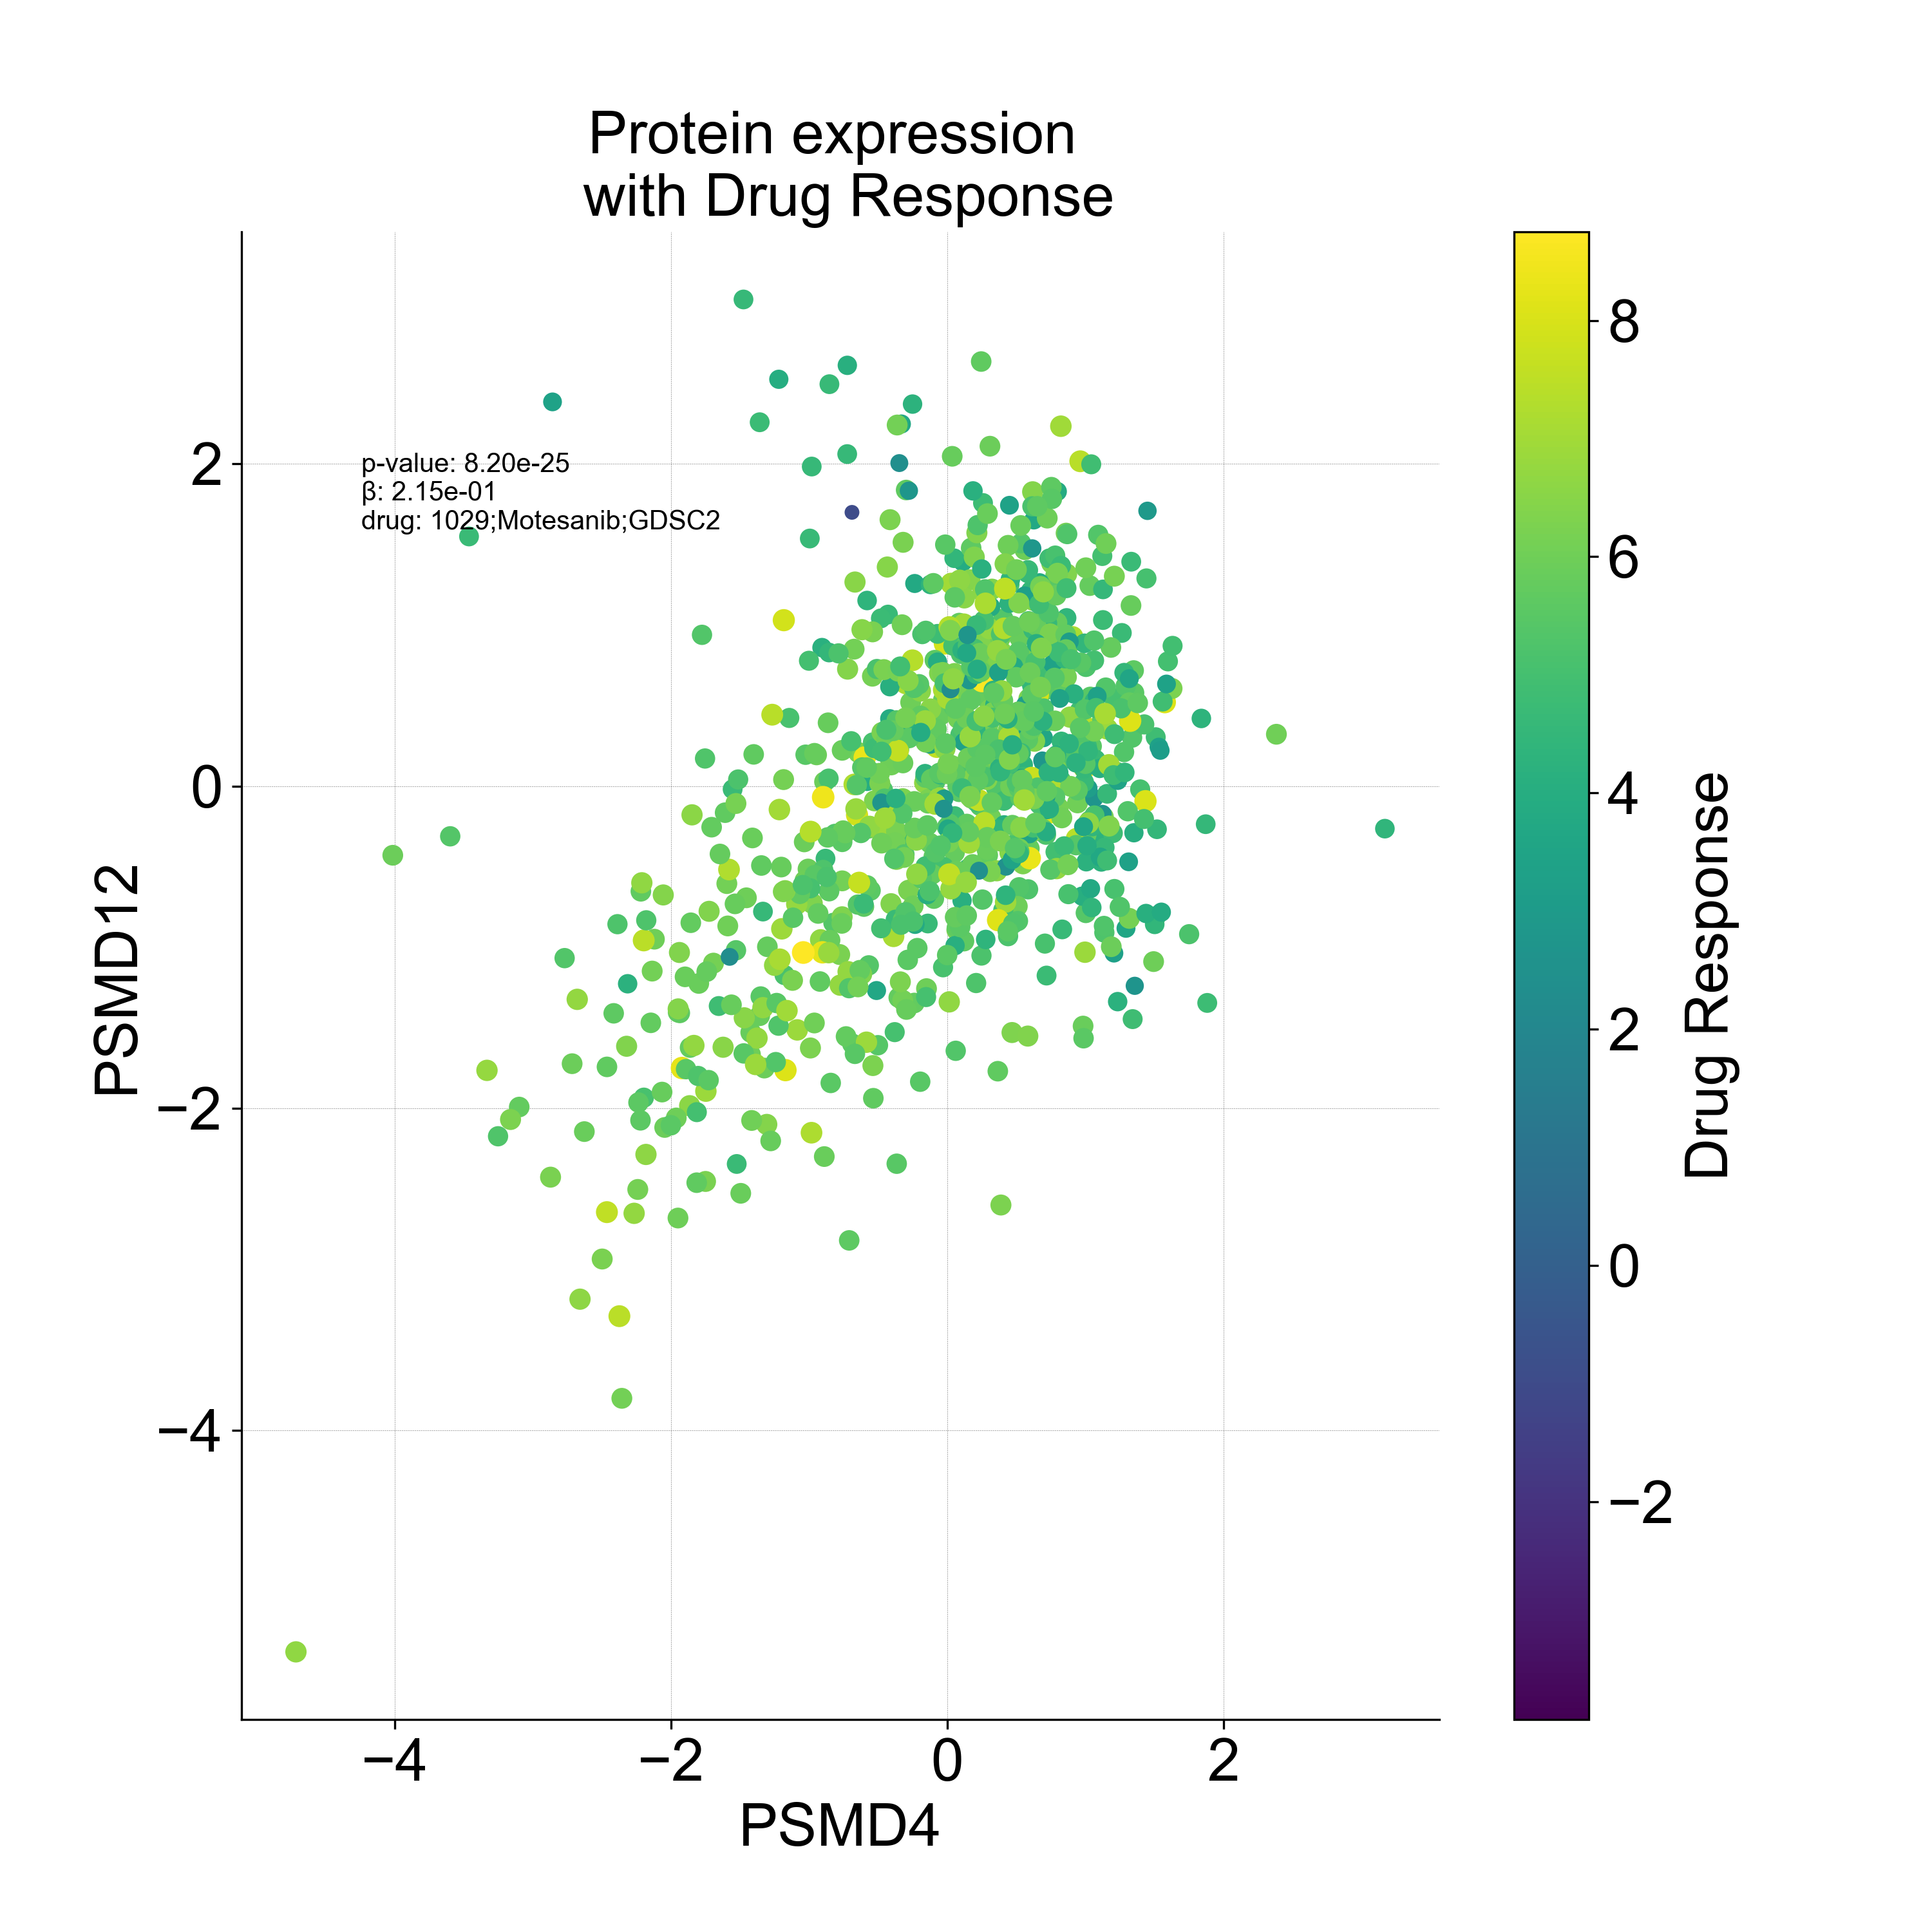 Protein expression
with Drug Response
p-value: 8.20e-25
β: 2.15e-01
drug: 1029;Motesanib;GDSC2
PSMD12
2
0
−2
−4
−4
−2
0
2
PSMD4
8
6
4
2
0
−2
Drug Response